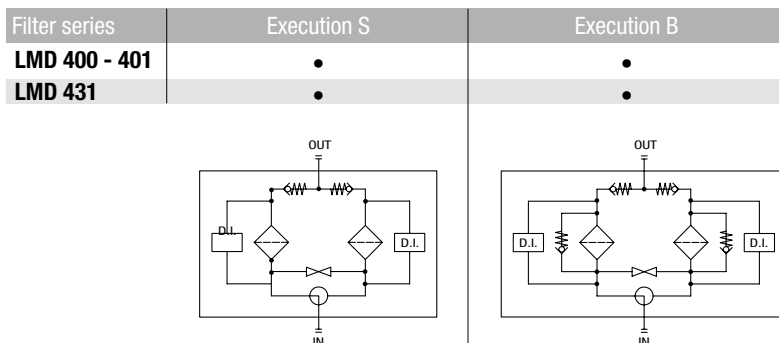 Filter series Execution S Execution B
LMD 400 - 401 • •
LMD 431 • •
OUT OUT
D.I. D.I. D.I. D.I.
IN IN